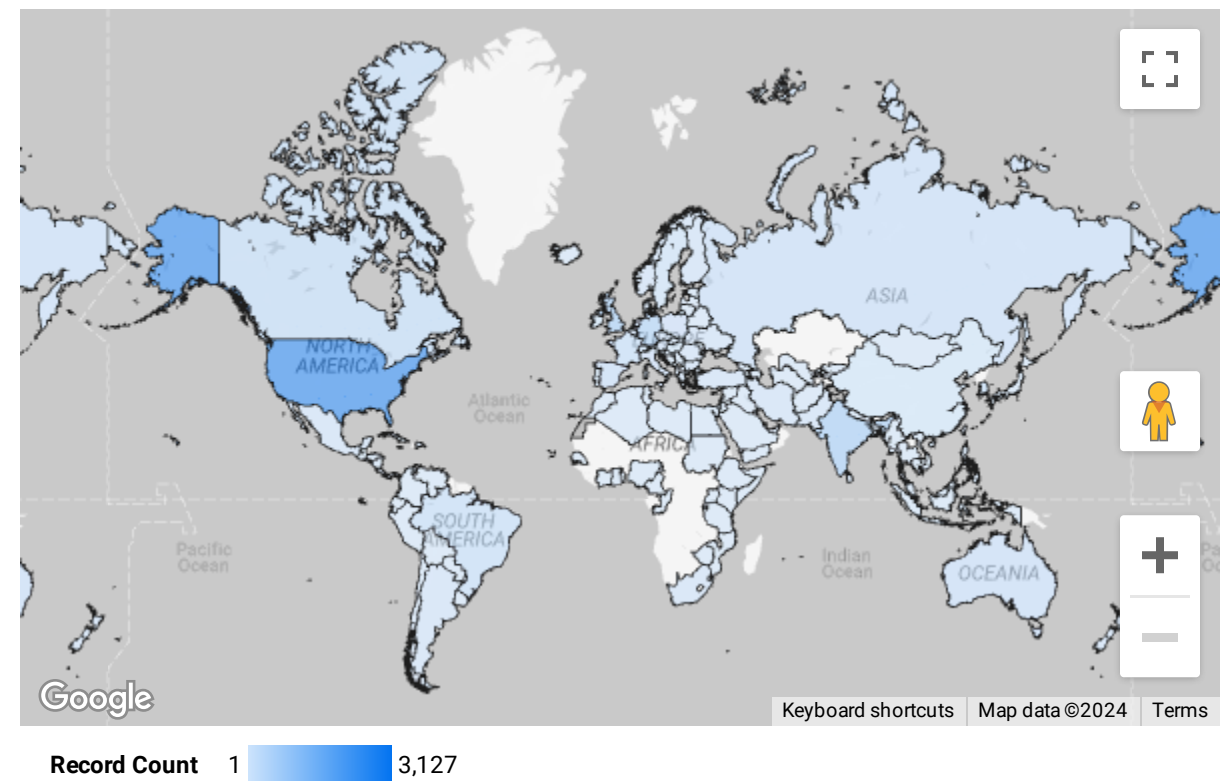 ASIA
NORTH
AMERICA
Atlantic
Ocean
AFRICA
SOUTH
AMERICA
Pacific
Ocean
Indian
Ocean
OCEANIA
Google
Keyboard shortcuts
Map data ©2024
Terms
Record Count 1 3,127